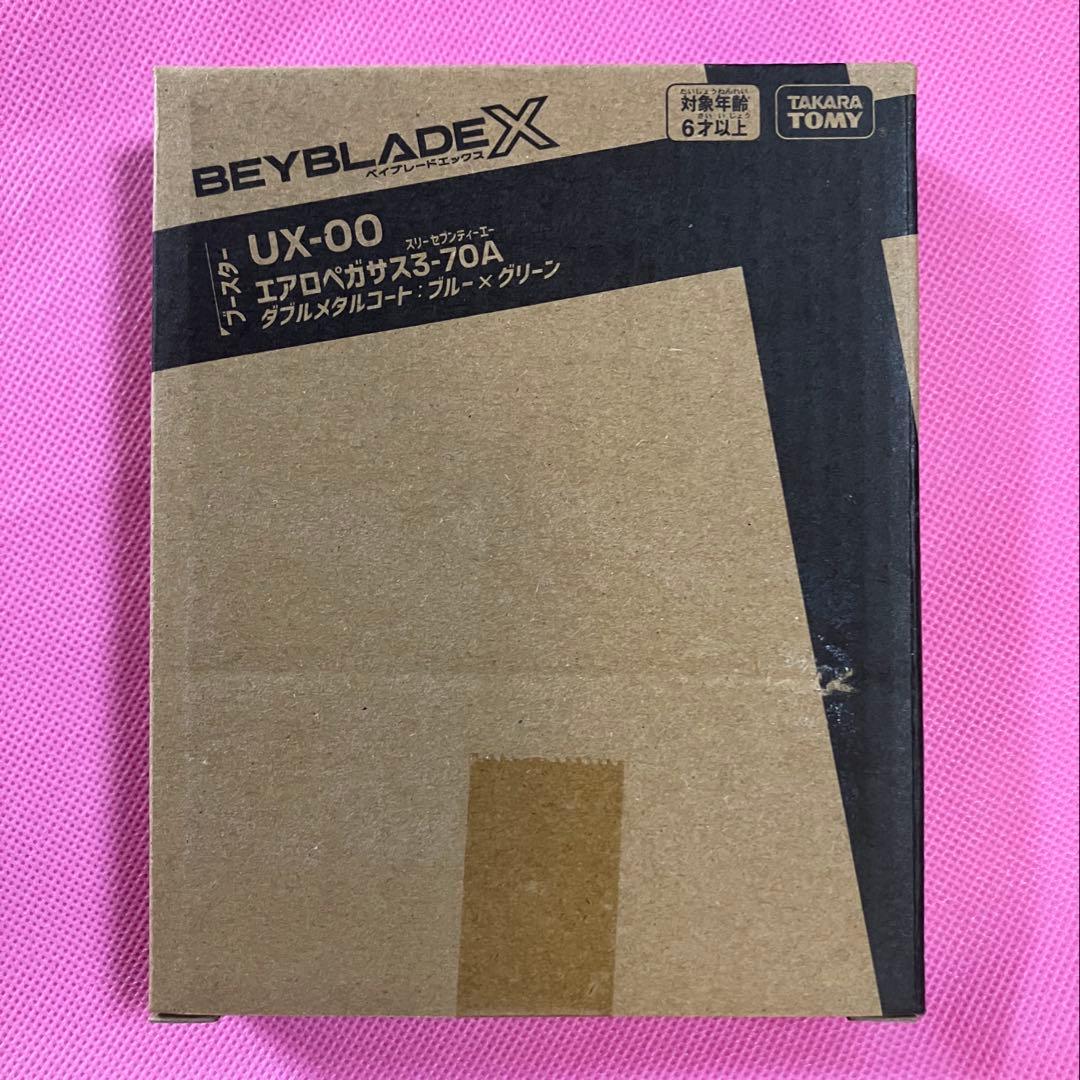 BEYBLADE X
ベイブレードエックス
たいしょうねんれい
対象年齢
さいいじょう
6才以上
TAKARA
TOMY
ブースター
UX-00
スリーセブンティーエー
エアロペガサス3-70A
ダブルメタルコート:ブルー×グリーン